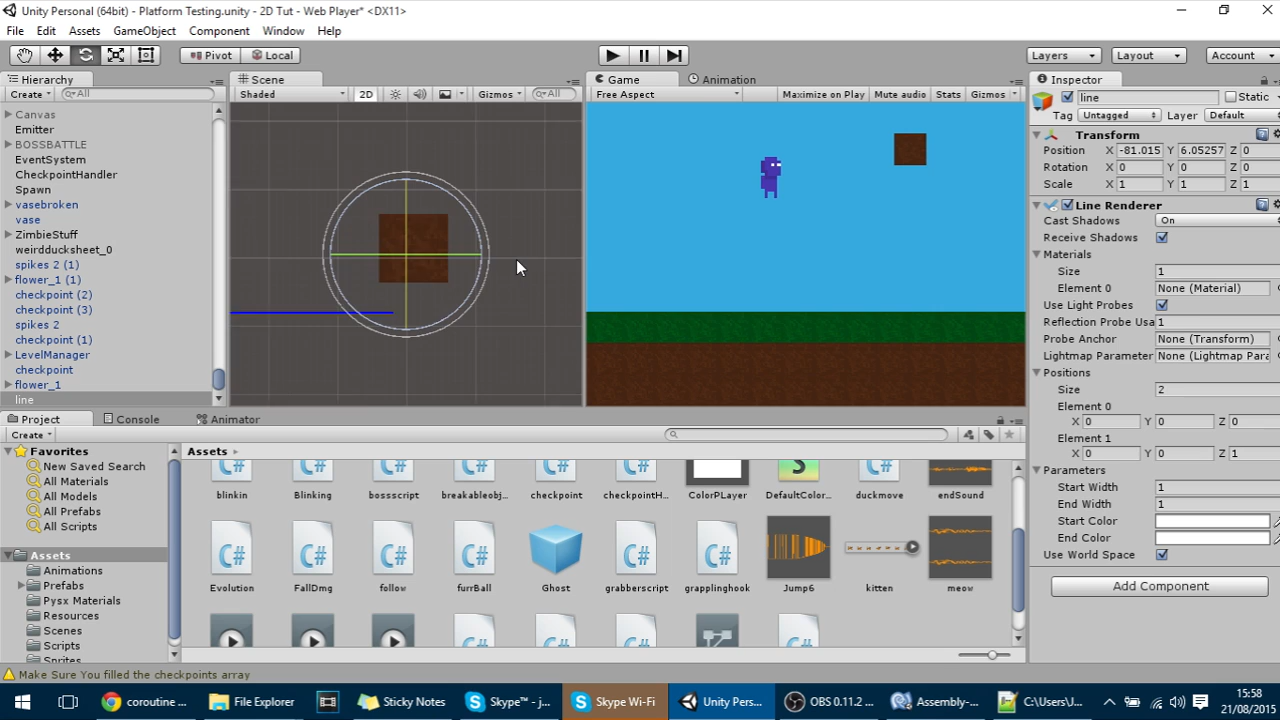 Unity Personal (64bit) - Platform Testing.unity - 2D Tut - Web Player* <DX11>
File Edit Assets GameObject Component Window Help
Pivot Local Layers Layout Account
Hierarchy
Create All
Canvas
Emitter
BOSSBATTLE
EventSystem
CheckpointHandler
Spawn
vasebroken
vase
ZimbieStuff
weirdducksheet_0
spikes 2 (1)
flower_1 (1)
checkpoint (2)
checkpoint (3)
spikes 2
checkpoint (1)
LevelManager
checkpoint
flower_1
line
Scene
Shaded 2D Gizmos All
Game Animation
Free Aspect Maximize on Play Mute audio Stats Gizmos
Inspector
line Static
Tag Untagged Layer Default
Transform
Position X -81.015 Y 6.05257 Z 0
Rotation X 0 Y 0 Z 0
Scale X 1 Y 1 Z 1
Line Renderer
Cast Shadows On
Receive Shadows
Materials
Size 1
Element 0 None (Material)
Use Light Probes
Reflection Probe Usa 1
Probe Anchor None (Transform)
Lightmap Parameter None (Lightmap Para
Positions
Size 2
Element 0
X 0 Y 0 Z 0
Element 1
X 0 Y 0 Z 1
Parameters
Start Width 1
End Width 1
Start Color
End Color
Use World Space
Add Component
Project Console Animator
Create
Favorites
New Saved Search
All Materials
All Models
All Prefabs
All Scripts
Assets
Animations
Prefabs
Pysx Materials
Resources
Scenes
Scripts
Sprites
Assets
blinkin Blinking bossscript breakableobj... checkpoint checkpointH... ColorPLayer DefaultColor... duckmove endSound
Evolution FallDmg follow furrBall Ghost grabberscript grapplinghook Jump6 kitten meow
Make Sure You filled the checkpoints array
coroutine ... File Explorer Sticky Notes Skype™ - j... Skype Wi-Fi Unity Pers... OBS 0.11.2 ... Assembly-... C:\Users\J...
15:58
21/08/2015